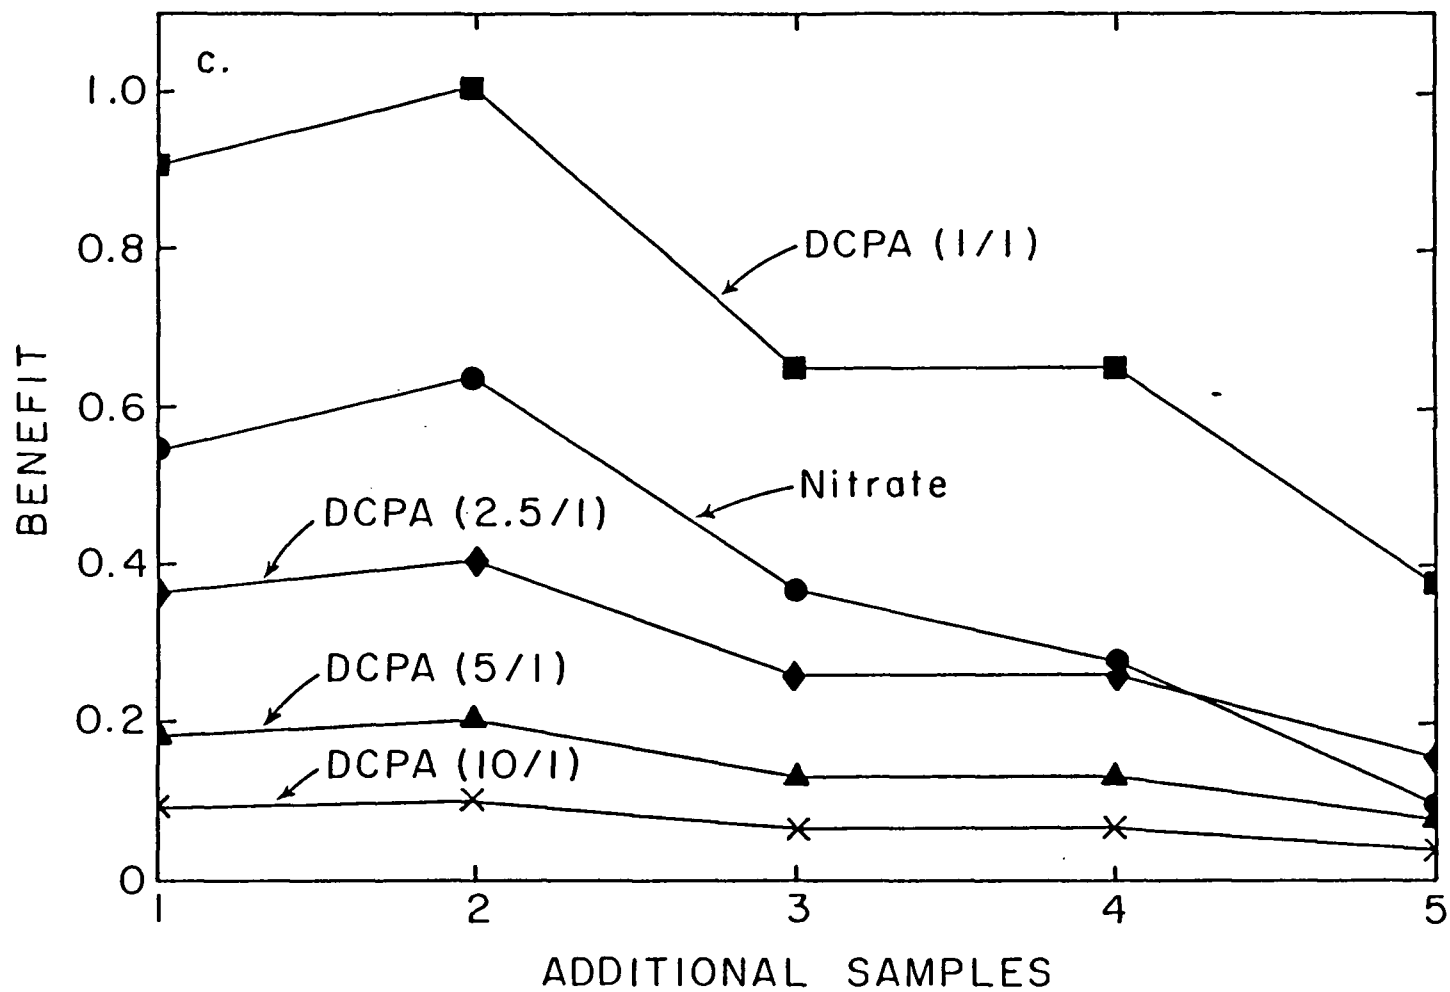 c.
1.0
0.8
0.6
0.4
0.2
0
BENEFIT
DCPA (1/1)
Nitrate
DCPA (2.5/1)
DCPA (5/1)
DCPA (10/1)
1 2 3 4 5
ADDITIONAL SAMPLES